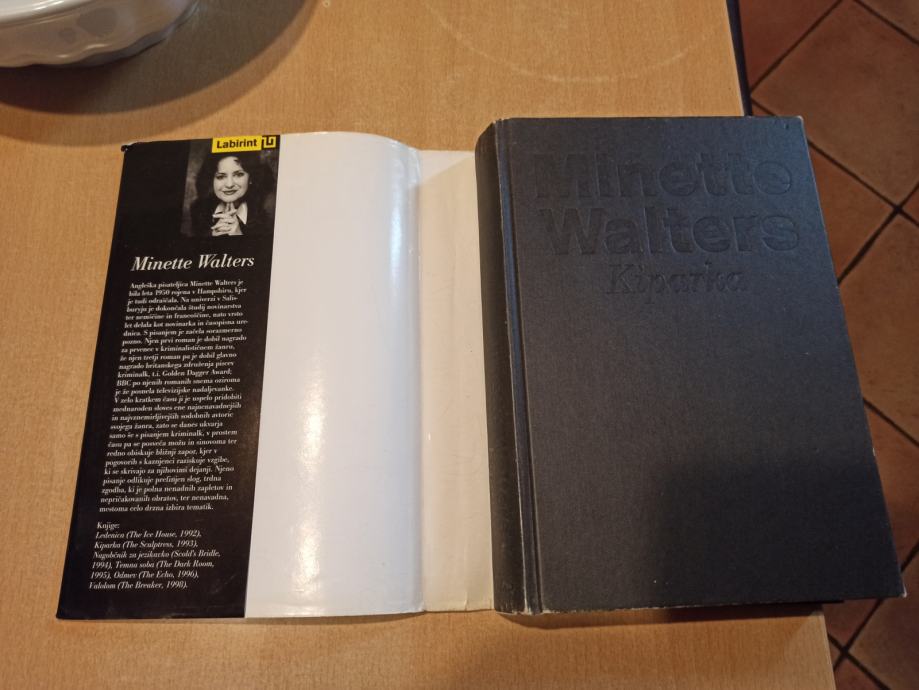 Labirint
Minette Walters
Angleška pisateljica Minette Walters je
bila leta 1950 rojena v Hampshiru, kjer
je tudi odraščala. Na univerzi v Salis-
buryju je dokončala študij novinarstva
ter nemščine in francoščine, nato vrsto
let delala kot novinarka in časopisna ure-
dnica. S pisanjem je začela sorazmerno
pozno. Njen prvi roman je dobil nagrado
za prvenec v kriminalističnem žanru,
še njen tretji roman pa je dobil glavno
nagrado britanskega združenja piscev
kriminalk, t.i. Golden Dagger Award;
BBC po njenih romanih snema oziroma
je že posnela televizijske nadaljevanke.
V zelo kratkem času ji je uspelo pridobiti
mednaroden sloves ene najnenavadnejših
in najvznemirljivejših sodobnih avtoric
svojega žanra, zato se danes ukvarja
samo še s pisanjem kriminalk, v prostem
času pa se posveča možu in sinovoma ter
redno obiskuje bližnji zapor, kjer v
pogovorih s kaznjenci raziskuje vzgibe,
ki se skrivajo za njihovimi dejanji. Njeno
pisanje odlikuje prefinjen slog, trdna
zgodba, ki je polna nenadnih zapletov in
nepričakovanih obratov, ter nenavadna,
mestoma celo drzna izbira tematik.
Knjige:
Ledenica (The Ice House, 1992),
Kiparka (The Sculptress, 1993),
Nagobčnik za jezikavko (Scold's Bridle,
1994), Temna soba (The Dark Room,
1995), Odmev (The Echo, 1996),
Valolom (The Breaker, 1998).
Minette
Walters
Kiparka